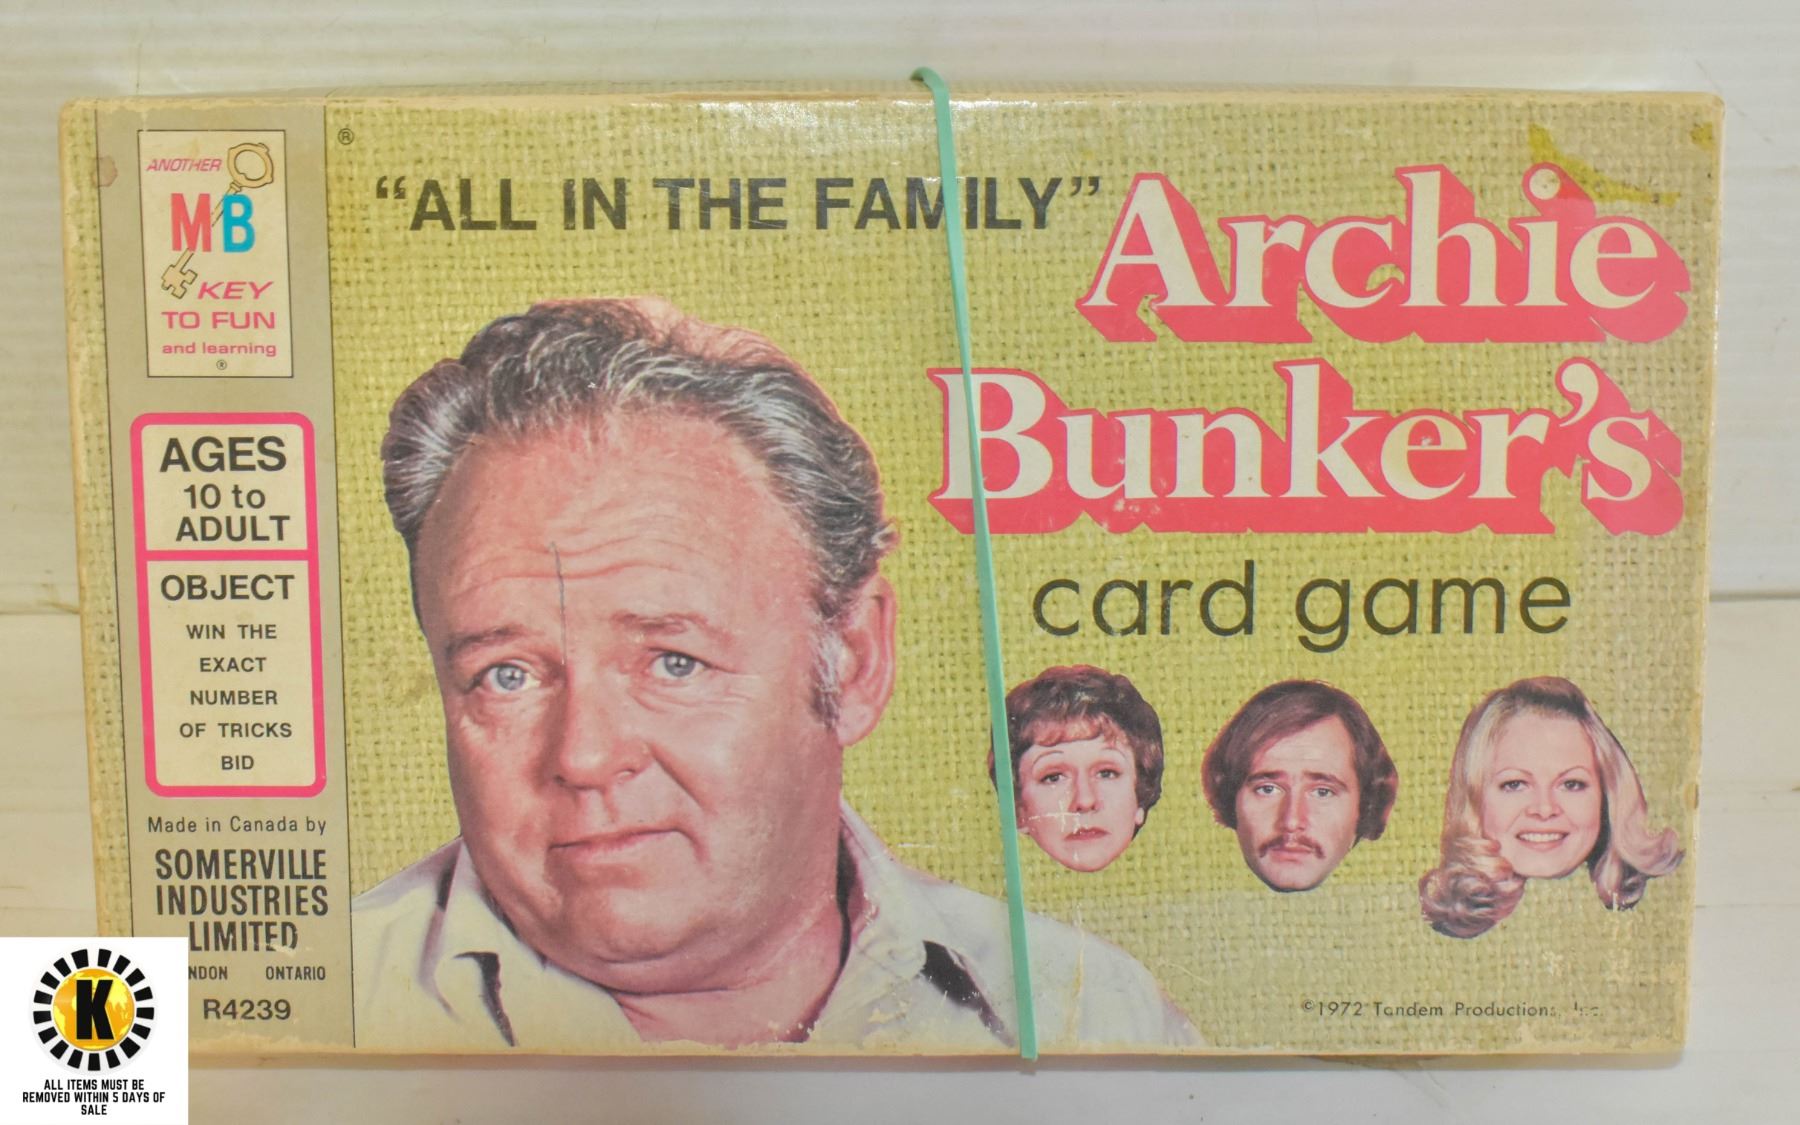 ANOTHER
MB
KEY
TO FUN
and learning
®
®
AGES
10 to
ADULT
OBJECT
WIN THE
EXACT
NUMBER
OF TRICKS
BID
Made in Canada by
SOMERVILLE
INDUSTRIES
LIMITED
ONTARIO
R4239
"ALL IN THE FAMILY"
Archie
Bunker's
card game
©1972 Tandem Productions, Inc.
K
ALL ITEMS MUST BE
REMOVED WITHIN 5 DAYS OF
SALE